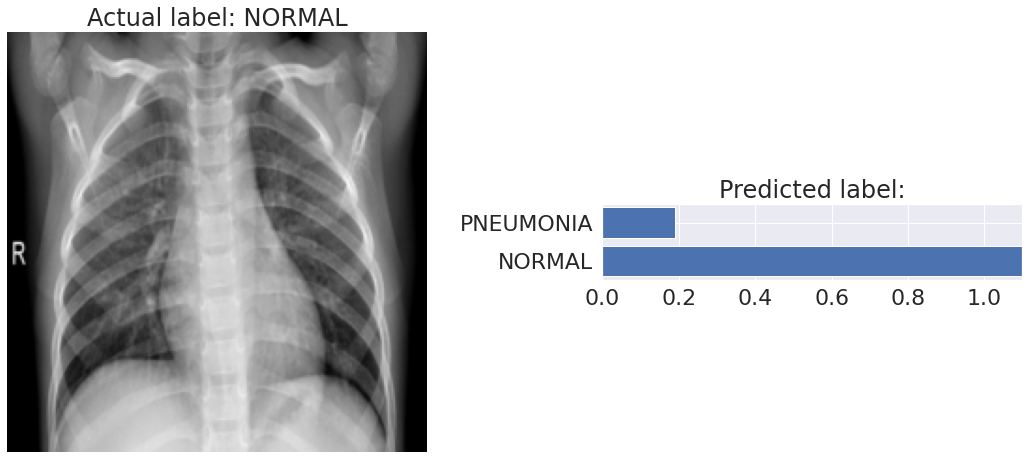 Actual label: NORMAL
R
Predicted label:
PNEUMONIA
NORMAL
0.0 0.2 0.4 0.6 0.8 1.0